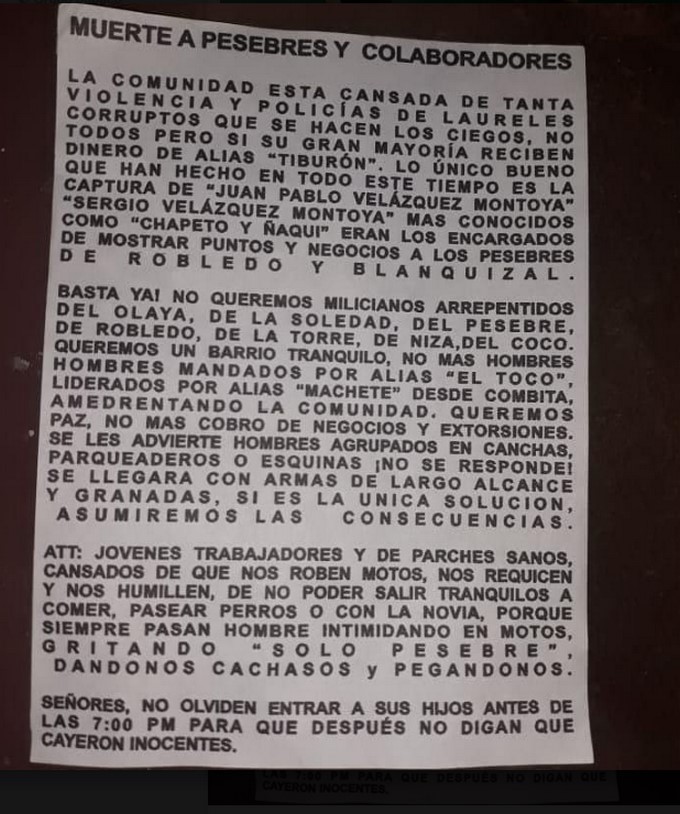 MUERTE A PESEBRES Y COLABORADORES
LA COMUNIDAD ESTA CANSADA DE TANTA
VIOLENCIA Y POLICÍAS DE LAURELES
CORRUPTOS QUE SE HACEN LOS CIEGOS, NO
TODOS PERO SI SU GRAN MAYORÍA RECIBEN
DINERO DE ALIAS “TIBURÓN”. LO ÚNICO BUENO
QUE HAN HECHO EN TODO ESTE TIEMPO ES LA
CAPTURA DE “JUAN PABLO VELÁZQUEZ MONTOYA”
“SERGIO VELÁZQUEZ MONTOYA” MAS CONOCIDOS
COMO “CHAPETO Y ÑAQUI” ERAN LOS ENCARGADOS
DE MOSTRAR PUNTOS Y NEGOCIOS A LOS PESEBRES
DE ROBLEDO Y BLANQUIZAL.
BASTA YA! NO QUEREMOS MILICIANOS ARREPENTIDOS
DEL OLAYA, DE LA SOLEDAD, DEL PESEBRE,
DE ROBLEDO, DE LA TORRE, DE NIZA,DEL COCO.
QUEREMOS UN BARRIO TRANQUILO, NO MAS HOMBRES
HOMBRES MANDADOS POR ALIAS “EL TOCO”,
LIDERADOS POR ALIAS “MACHETE” DESDE COMBITA,
AMEDRENTANDO LA COMUNIDAD. QUEREMOS
PAZ, NO MAS COBRO DE NEGOCIOS Y EXTORSIONES.
SE LES ADVIERTE HOMBRES AGRUPADOS EN CANCHAS,
PARQUEADEROS O ESQUINAS ¡NO SE RESPONDE!
SE LLEGARA CON ARMAS DE LARGO ALCANCE
Y GRANADAS, SI ES LA UNICA SOLUCION,
ASUMIREMOS LAS CONSECUENCIAS.
ATT: JOVENES TRABAJADORES Y DE PARCHES SANOS,
CANSADOS DE QUE NOS ROBEN MOTOS, NOS REQUICEN
Y NOS HUMILLEN, DE NO PODER SALIR TRANQUILOS A
COMER, PASEAR PERROS O CON LA NOVIA, PORQUE
SIEMPRE PASAN HOMBRE INTIMIDANDO EN MOTOS,
GRITANDO “SOLO PESEBRE”,
DANDONOS CACHASOS y PEGANDONOS.
SEÑORES, NO OLVIDEN ENTRAR A SUS HIJOS ANTES DE
LAS 7:00 PM PARA QUE DESPUÉS NO DIGAN QUE
CAYERON INOCENTES.
LAS 7:00 PM PARA QUE DESPUÉS NO DIGAN QUE
CAYERON INOCENTES.